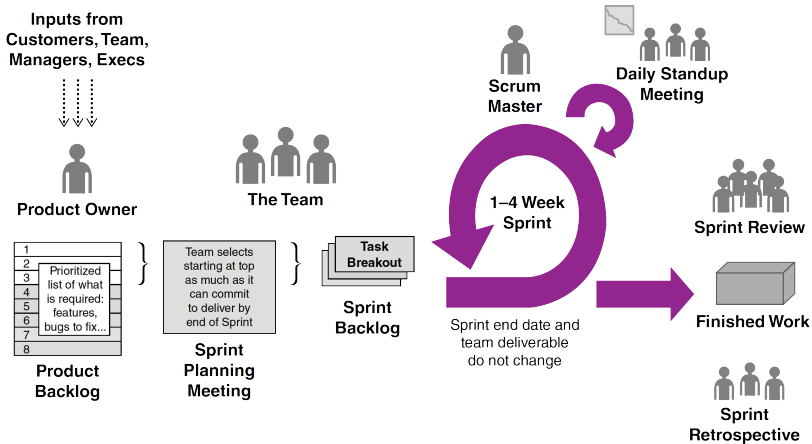 Inputs from
Customers, Team,
Managers, Execs
Product Owner
1
2
3
4
5
6
7
8
Prioritized
list of what
is required:
features,
bugs to fix...
Product
Backlog
The Team
Team selects
starting at top
as much as it
can commit
to deliver by
end of Sprint
Sprint
Planning
Meeting
Task
Breakout
Sprint
Backlog
Scrum
Master
Daily Standup
Meeting
1–4 Week
Sprint
Sprint end date and
team deliverable
do not change
Sprint Review
Finished Work
Sprint
Retrospective